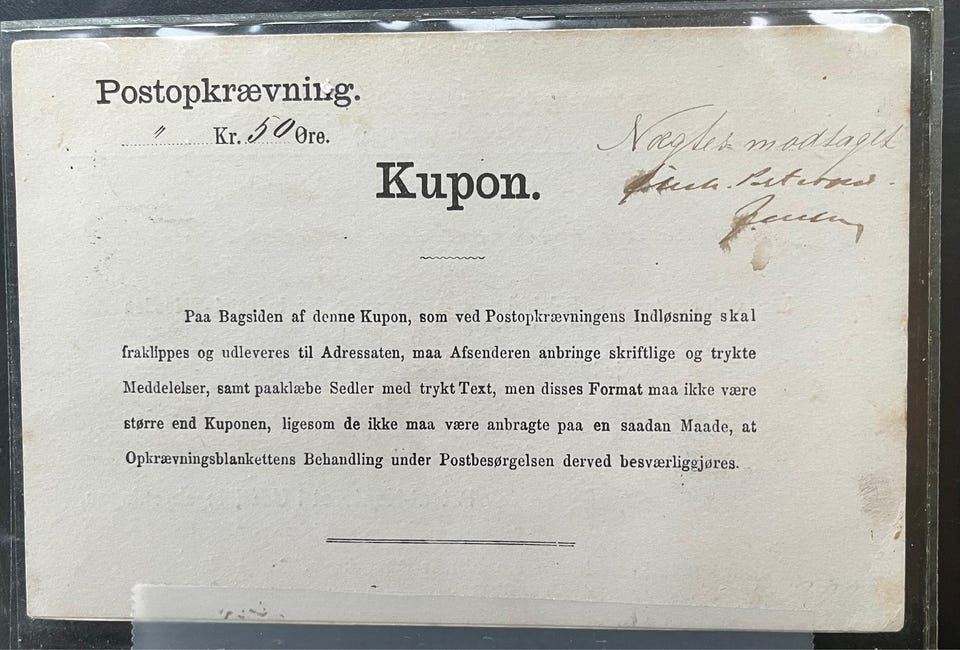 Postopkrævning.
" Kr. 50 Øre.
Nægtes modtaget
Kupon.
Paa Bagsiden af denne Kupon, som ved Postopkrævningens Indløsning skal
fraklippes og udleveres til Adressaten, maa Afsenderen anbringe skriftlige og trykte
Meddelelser, samt paaklæbe Sedler med trykt Text, men disses Format maa ikke være
større end Kuponen, ligesom de ikke maa være anbragte paa en saadan Maade, at
Opkrævningsblankettens Behandling under Postbesørgelsen derved besværliggjøres.